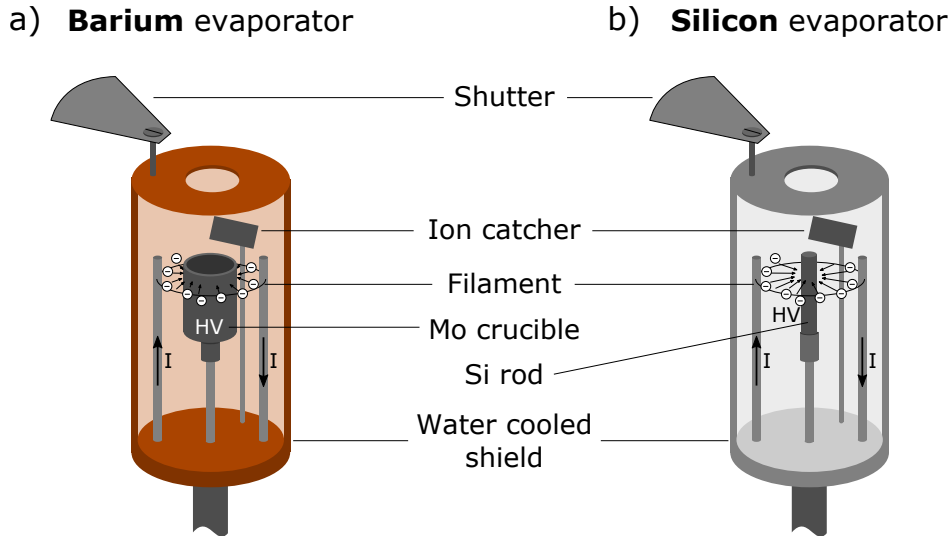 a) Barium evaporator
b) Silicon evaporator
Shutter
Ion catcher
Filament
HV
Mo crucible
HV
I
I
Si rod
I
I
Water cooled
shield